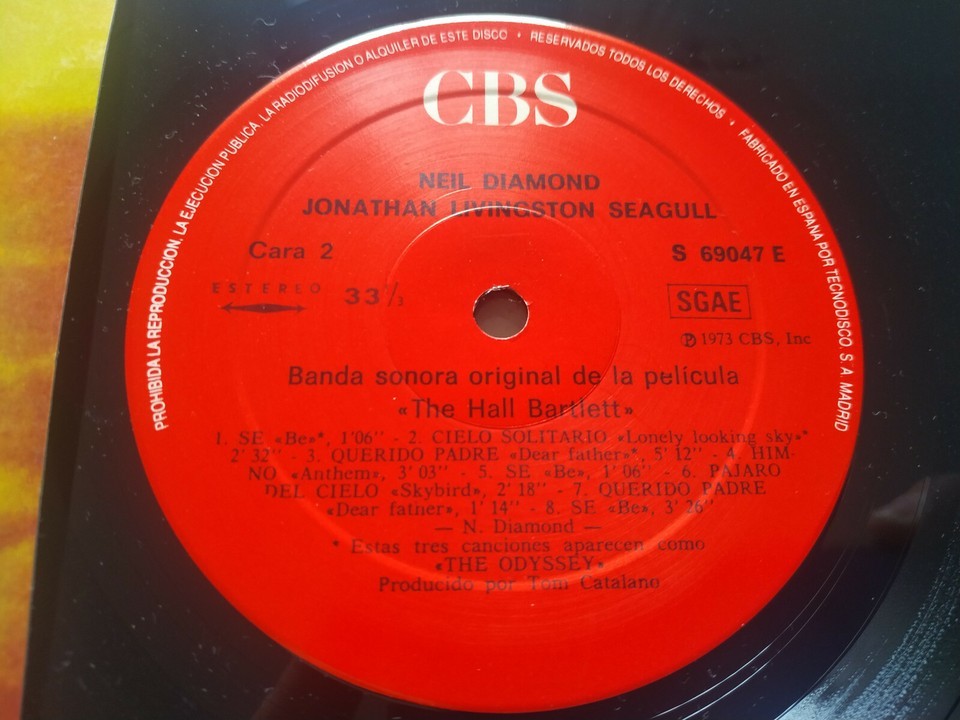 PROHIBIDA LA REPRODUCCION, LA EJECUCION PUBLICA, LA RADIODIFUSION O ALQUILER DE ESTE DISCO • RESERVADOS TODOS LOS DERECHOS • FABRICADO EN ESPAÑA POR TECNODISCO, S. A. MADRID
CBS
NEIL DIAMOND
JONATHAN LIVINGSTON SEAGULL
Cara 2 S 69047 E
ESTEREO 33 1/3 SGAE
Ⓟ 1973 CBS, Inc
Banda sonora original de la película
«The Hall Bartlett»
1. SE «Be»*, 1'06" - 2. CIELO SOLITARIO «Lonely looking sky»*
2'32" - 3. QUERIDO PADRE «Dear father»*, 5'12" - 4. HIM-
NO «Anthem», 3'03" - 5. SE «Be», 1'06" - 6. PAJARO
DEL CIELO «Skybird», 2'18" - 7. QUERIDO PADRE
«Dear father», 1'14" - 8. SE «Be», 3'26"
— N. Diamond —
* Estas tres canciones aparecen como
«THE ODYSSEY»
Producido por Tom Catalano